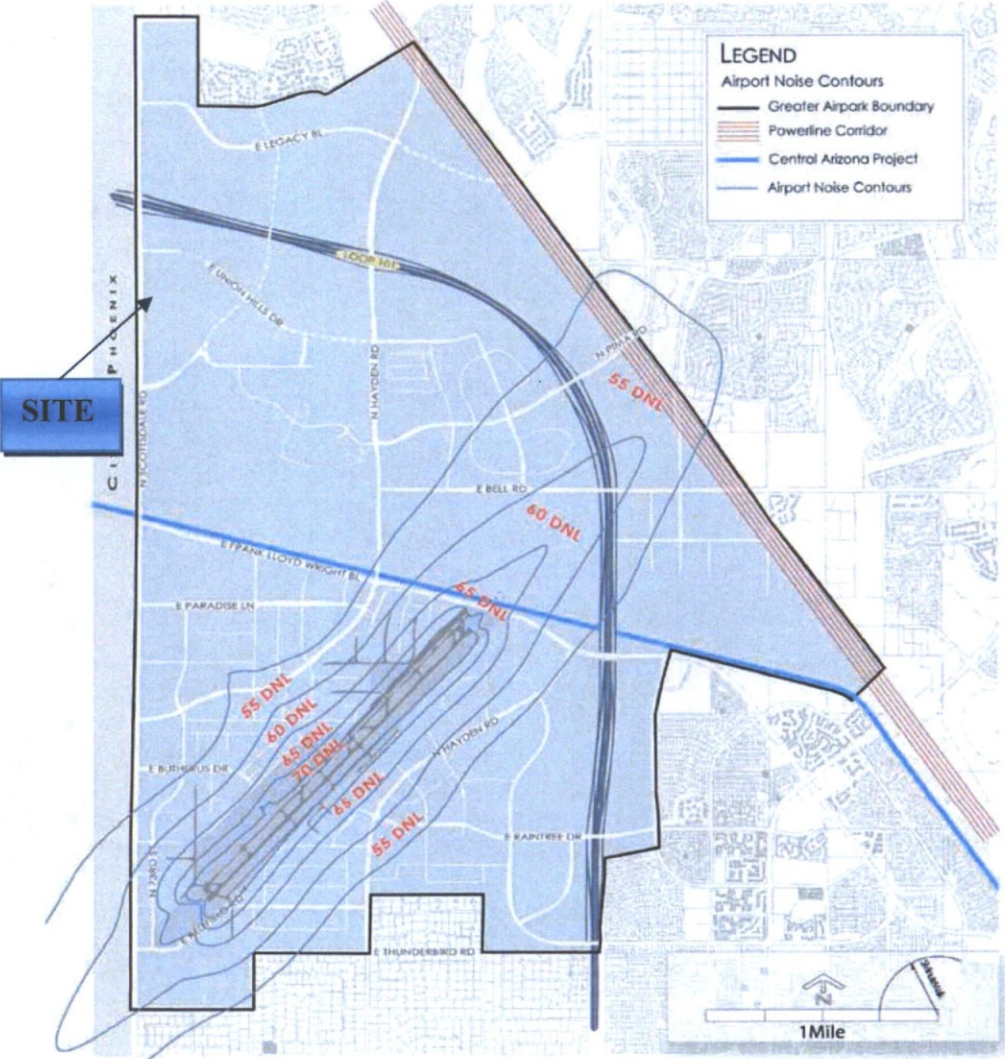 LEGEND
Airport Noise Contours
Greater Airpark Boundary
Powerline Corridor
Central Arizona Project
Airport Noise Contours
E LEGACY BL
LOOP 101
E UNION HILLS DR
N PIMA RD
N HAYDEN RD
55 DNL
SITE
N SCOTTSDALE RD
E BELL RD
60 DNL
E FRANK LLOYD WRIGHT BL
65 DNL
E PARADISE LN
55 DNL
60 DNL
65 DNL
70 DNL
N HAYDEN RD
E BUTHERUS DR
65 DNL
55 DNL
E RAINTREE DR
N 73RD ST
E THUNDERBIRD RD
N
1Mile